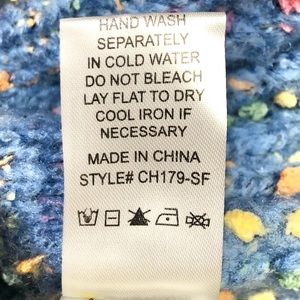 HAND WASH
SEPARATELY
IN COLD WATER
DO NOT BLEACH
LAY FLAT TO DRY
COOL IRON IF
NECESSARY
MADE IN CHINA
STYLE# CH179-SF